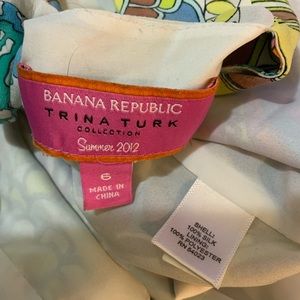 BANANA REPUBLIC
TRINA TURK
COLLECTION
Summer 2012
6
MADE IN
CHINA
SHELL:
100% SILK
LINING:
100% POLYESTER
RN 54023